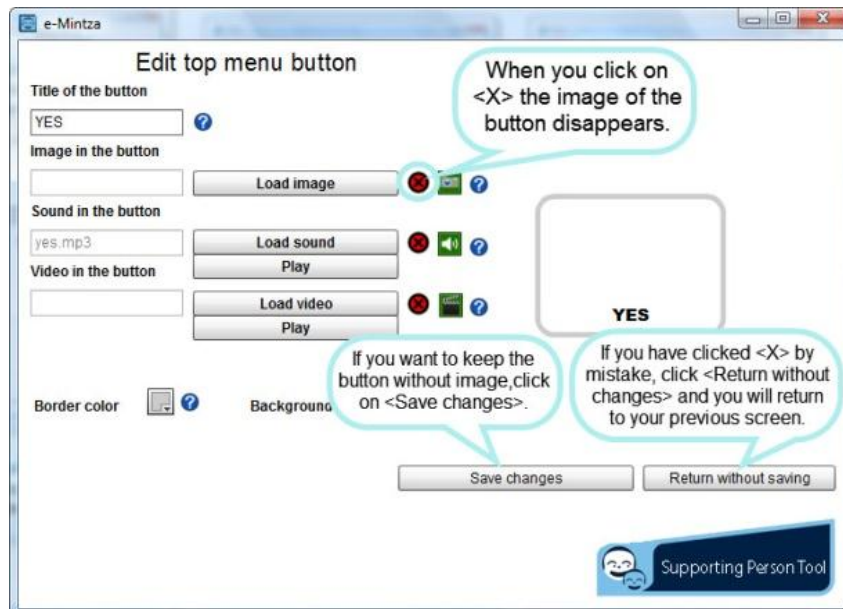 e-Mintza
Edit top menu button
When you click on
<X> the image of the
button disappears.
Title of the button
YES
Image in the button
Load image
Sound in the button
yes.mp3
Load sound
Play
Video in the button
Load video
Play
YES
If you want to keep the
button without image,click
on <Save changes>.
If you have clicked <X> by
mistake, click <Return without
changes> and you will return
to your previous screen.
Border color
Background
Save changes
Return without saving
Supporting Person Tool